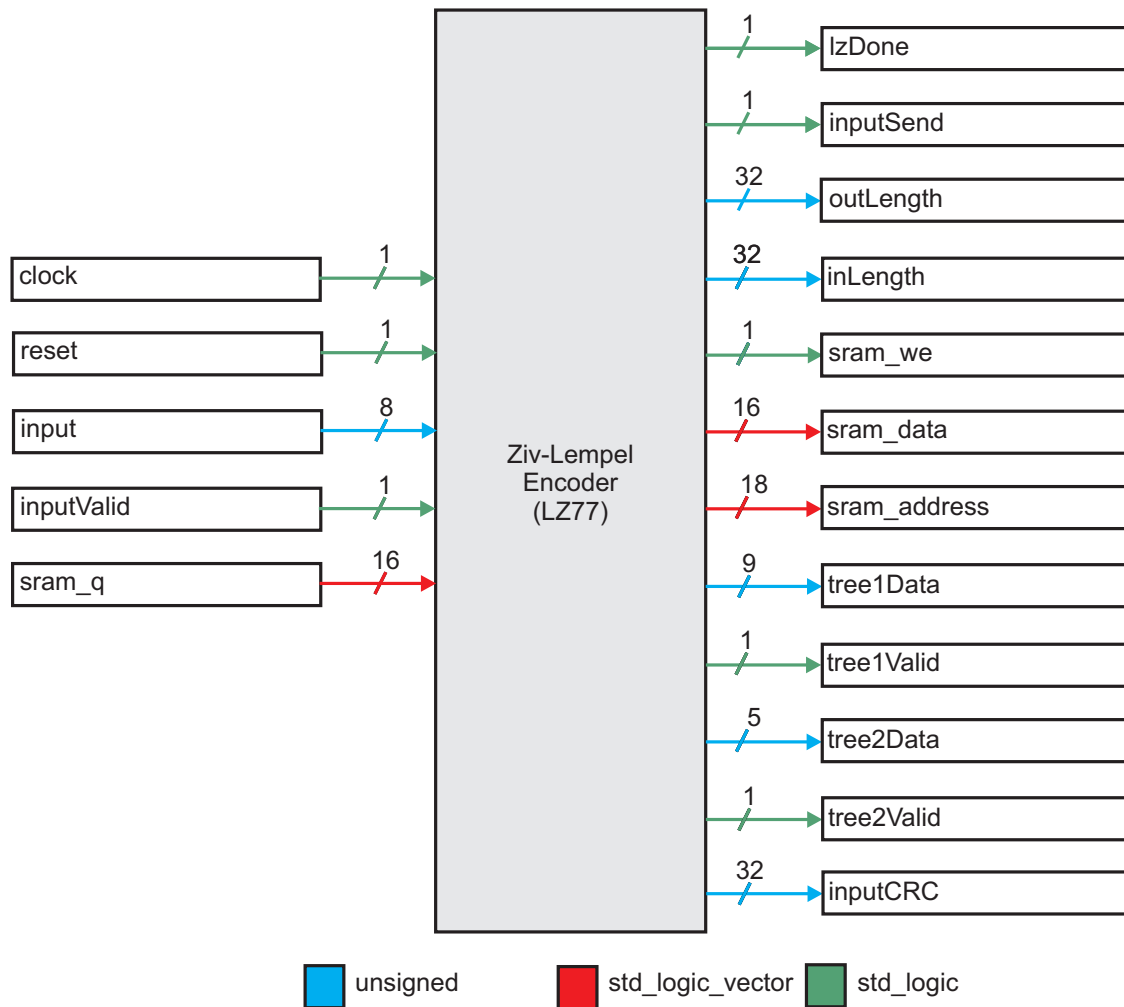 1
lzDone
1
inputSend
32
outLength
1
clock
32
inLength
1
reset
1
sram_we
8
input
16
sram_data
Ziv-Lempel
Encoder
(LZ77)
1
inputValid
18
sram_address
16
sram_q
9
tree1Data
1
tree1Valid
5
tree2Data
1
tree2Valid
32
inputCRC
unsigned
std_logic_vector
std_logic